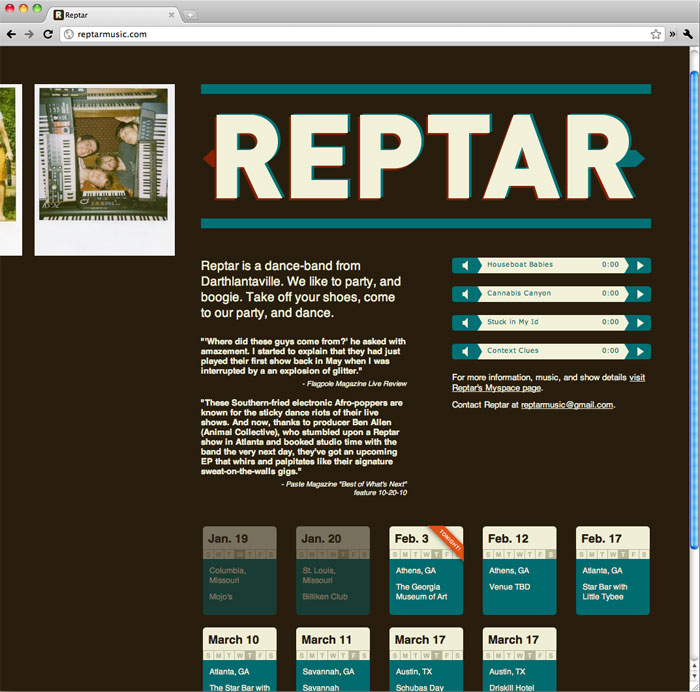 Reptar
reptarmusic.com
REPTAR
Reptar is a dance-band from
Darthlantaville. We like to party, and
boogie. Take off your shoes, come
to our party, and dance.
"'Where did these guys come from?' he asked with
amazement. I started to explain that they had just
played their first show back in May when I was
interrupted by a an explosion of glitter."
- Flagpole Magazine Live Review
"These Southern-fried electronic Afro-poppers are
known for the sticky dance riots of their live
shows. And now, thanks to producer Ben Allen
(Animal Collective), who stumbled upon a Reptar
show in Atlanta and booked studio time with the
band the very next day, they've got an upcoming
EP that whirs and palpitates like their signature
sweat-on-the-walls gigs."
- Paste Magazine "Best of What's Next"
feature 10-20-10
Houseboat Babies 0:00
Cannabis Canyon 0:00
Stuck in My Id 0:00
Context Clues 0:00
For more information, music, and show details visit
Reptar's Myspace page.
Contact Reptar at reptarmusic@gmail.com.
Jan. 19
S M T W T F S
Columbia,
Missouri
Mojo's
Jan. 20
S M T W T F S
St. Louis,
Missouri
Billiken Club
Feb. 3
TONIGHT!
S M T W T F S
Athens, GA
The Georgia
Museum of Art
Feb. 12
S M T W T F S
Athens, GA
Venue TBD
Feb. 17
S M T W T F S
Atlanta, GA
Star Bar with
Little Tybee
March 10
S M T W T F S
Atlanta, GA
The Star Bar with
March 11
S M T W T F S
Savannah, GA
Savannah
March 17
S M T W T F S
Austin, TX
Schubas Day
March 17
S M T W T F S
Austin, TX
Driskill Hotel